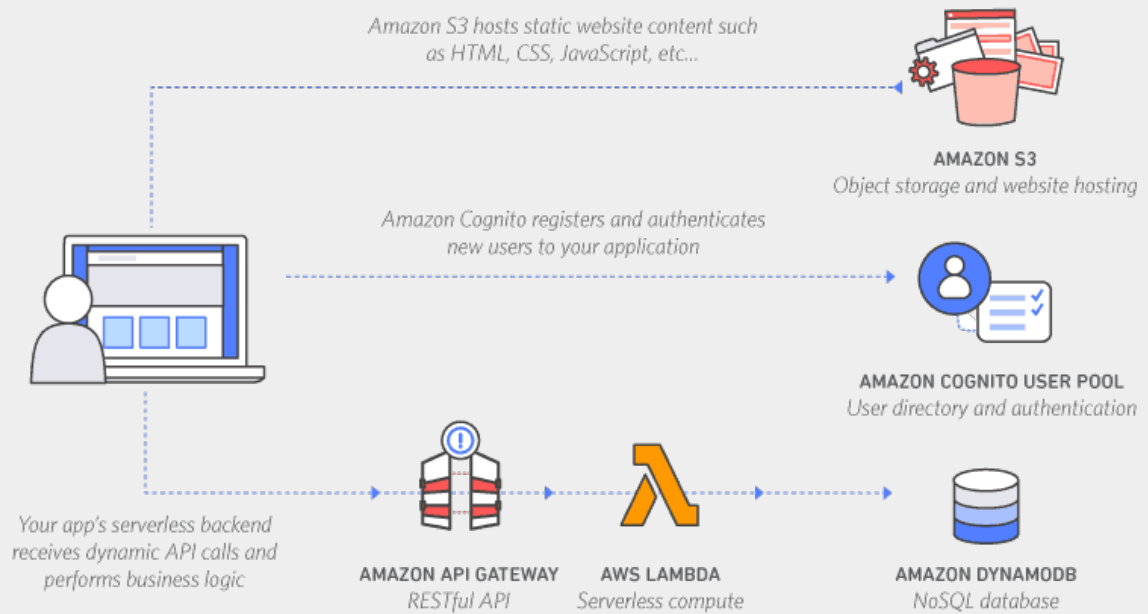 Amazon S3 hosts static website content such
as HTML, CSS, JavaScript, etc...
AMAZON S3
Object storage and website hosting
Amazon Cognito registers and authenticates
new users to your application
AMAZON COGNITO USER POOL
User directory and authentication
Your app's serverless backend
receives dynamic API calls and
performs business logic
AMAZON API GATEWAY
RESTful API
AWS LAMBDA
Serverless compute
AMAZON DYNAMODB
NoSQL database